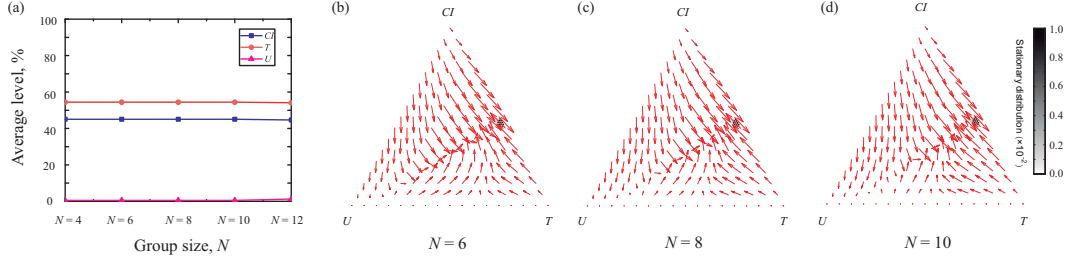 (a)
100
80
60
40
20
0
Average level, %
CI
T
U
N = 4
N = 6
N = 8
N = 10
N = 12
Group size, N
(b)
CI
U
T
N = 6
(c)
CI
U
T
N = 8
(d)
CI
U
T
N = 10
1.0
0.8
0.6
0.4
0.2
0.0
Stationary distribution (×10⁻²)